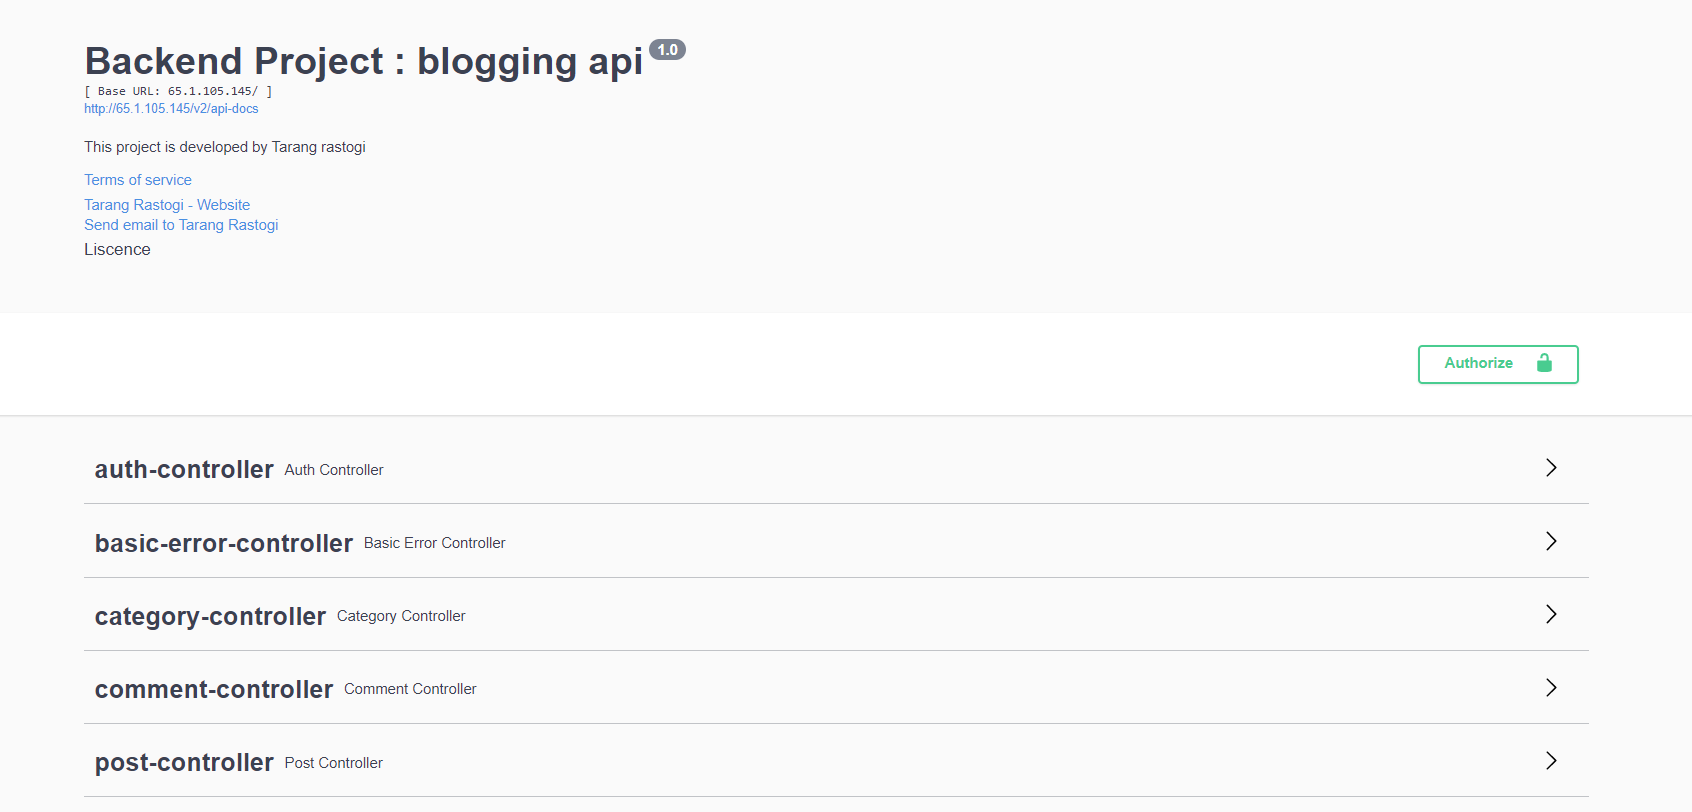 Backend Project : blogging api 1.0
[ Base URL: 65.1.105.145/ ]
http://65.1.105.145/v2/api-docs
This project is developed by Tarang rastogi
Terms of service
Tarang Rastogi - Website
Send email to Tarang Rastogi
Liscence
Authorize
auth-controller Auth Controller
basic-error-controller Basic Error Controller
category-controller Category Controller
comment-controller Comment Controller
post-controller Post Controller